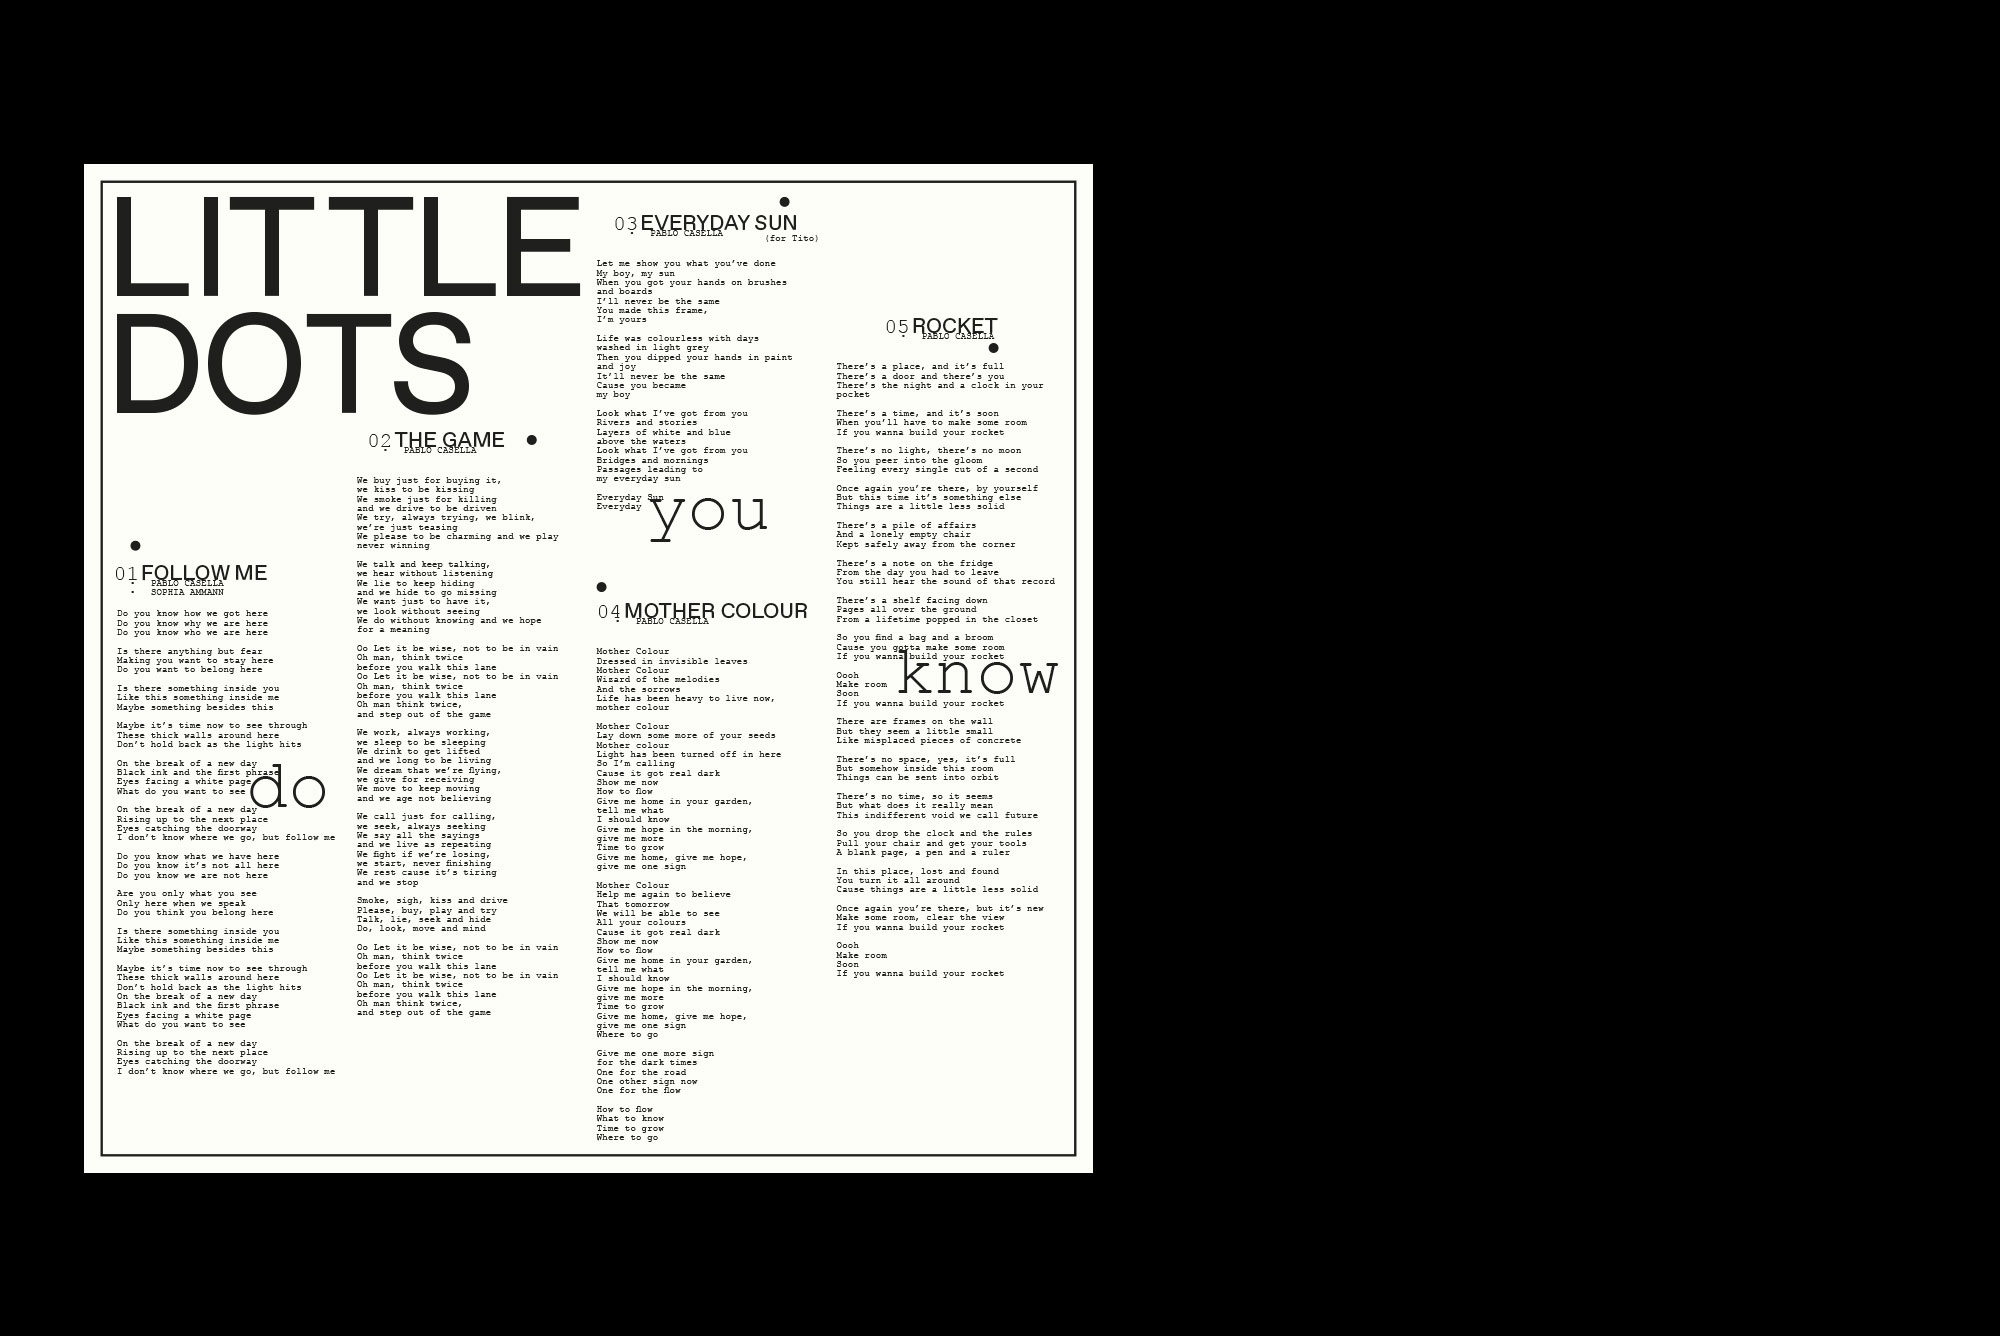 LITTLE
DOTS
01 FOLLOW ME
• PABLO CASELLA
• SOPHIA AMMANN
Do you know how we got here
Do you know why we are here
Do you know who we are here
Is there anything but fear
Making you want to stay here
Do you want to belong here
Is there something inside you
Like this something inside me
Maybe something besides this
Maybe it’s time now to see through
These thick walls around here
Don’t hold back as the light hits
On the break of a new day
Black ink and the first phrase
Eyes facing a white page
What do you want to see
do
On the break of a new day
Rising up to the next place
Eyes catching the doorway
I don’t know where we go, but follow me
Do you know what we have here
Do you know it’s not all here
Do you know we are not here
Are you only what you see
Only here when we speak
Do you think you belong here
Is there something inside you
Like this something inside me
Maybe something besides this
Maybe it’s time now to see through
These thick walls around here
Don’t hold back as the light hits
On the break of a new day
Black ink and the first phrase
Eyes facing a white page
What do you want to see
On the break of a new day
Rising up to the next place
Eyes catching the doorway
I don’t know where we go, but follow me
02 THE GAME
• PABLO CASELLA
We buy just for buying it,
we kiss to be kissing
We smoke just for killing
and we drive to be driven
We try, always trying, we blink,
we’re just teasing
We please to be charming and we play
never winning
We talk and keep talking,
we hear without listening
We lie to keep hiding
and we hide to go missing
We want just to have it,
we look without seeing
We do without knowing and we hope
for a meaning
Oo Let it be wise, not to be in vain
Oh man, think twice
before you walk this lane
Oo Let it be wise, not to be in vain
Oh man, think twice
before you walk this lane
Oh man think twice,
and step out of the game
We work, always working,
we sleep to be sleeping
We drink to get lifted
and we long to be living
We dream that we’re flying,
we give for receiving
We move to keep moving
and we age not believing
We call just for calling,
we seek, always seeking
We say all the sayings
and we live as repeating
We fight if we’re losing,
we start, never finishing
We rest cause it’s tiring
and we stop
Smoke, sigh, kiss and drive
Please, buy, play and try
Talk, lie, seek and hide
Do, look, move and mind
Oo Let it be wise, not to be in vain
Oh man, think twice
before you walk this lane
Oo Let it be wise, not to be in vain
Oh man, think twice
before you walk this lane
Oh man think twice,
and step out of the game
03 EVERYDAY SUN
• PABLO CASELLA
(for Tito)
Let me show you what you’ve done
My boy, my sun
When you got your hands on brushes
and boards
I’ll never be the same
You made this frame,
I’m yours
Life was colourless with days
washed in light grey
Then you dipped your hands in paint
and joy
It’ll never be the same
Cause you became
my boy
Look what I’ve got from you
Rivers and stories
Layers of white and blue
above the waters
Look what I’ve got from you
Bridges and mornings
Passages leading to
my everyday sun
Everyday Sun
Everyday
you
04 MOTHER COLOUR
• PABLO CASELLA
Mother Colour
Dressed in invisible leaves
Mother Colour
Wizard of the melodies
And the sorrows
Life has been heavy to live now,
mother colour
Mother Colour
Lay down some more of your seeds
Mother colour
Light has been turned off in here
So I’m calling
Cause it got real dark
Show me now
How to flow
Give me home in your garden,
tell me what
I should know
Give me hope in the morning,
give me more
Time to grow
Give me home, give me hope,
give me one sign
Mother Colour
Help me again to believe
That tomorrow
We will be able to see
All your colours
Cause it got real dark
Show me now
How to flow
Give me home in your garden,
tell me what
I should know
Give me hope in the morning,
give me more
Time to grow
Give me home, give me hope,
give me one sign
Where to go
Give me one more sign
for the dark times
One for the road
One other sign now
One for the flow
How to flow
What to know
Time to grow
Where to go
05 ROCKET
• PABLO CASELLA
There’s a place, and it’s full
There’s a door and there’s you
There’s the night and a clock in your
pocket
There’s a time, and it’s soon
When you’ll have to make some room
If you wanna build your rocket
There’s no light, there’s no moon
So you peer into the gloom
Feeling every single cut of a second
Once again you’re there, by yourself
But this time it’s something else
Things are a little less solid
There’s a pile of affairs
And a lonely empty chair
Kept safely away from the corner
There’s a note on the fridge
From the day you had to leave
You still hear the sound of that record
There’s a shelf facing down
Pages all over the ground
From a lifetime popped in the closet
So you find a bag and a broom
Cause you gotta make some room
If you wanna build your rocket
know
Oooh
Make room
Soon
If you wanna build your rocket
There are frames on the wall
But they seem a little small
Like misplaced pieces of concrete
There’s no space, yes, it’s full
But somehow inside this room
Things can be sent into orbit
There’s no time, so it seems
But what does it really mean
This indifferent void we call future
So you drop the clock and the rules
Pull your chair and get your tools
A blank page, a pen and a ruler
In this place, lost and found
You turn it all around
Cause things are a little less solid
Once again you’re there, but it’s new
Make some room, clear the view
If you wanna build your rocket
Oooh
Make room
Soon
If you wanna build your rocket